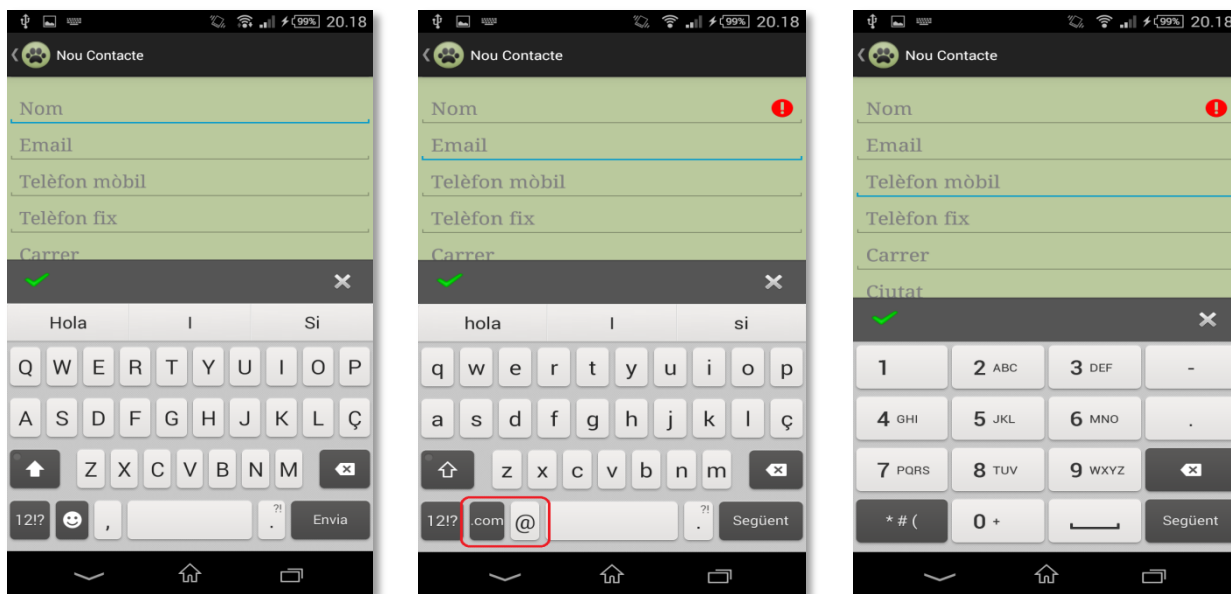 99% 20.18
Nou Contacte
Nom
Email
Telèfon mòbil
Telèfon fix
Carrer
Hola I Si
Q W E R T Y U I O P
A S D F G H J K L Ç
Z X C V B N M
12!? , ?! . Envia
99% 20.18
Nou Contacte
Nom !
Email
Telèfon mòbil
Telèfon fix
Carrer
hola I si
q w e r t y u i o p
a s d f g h j k l ç
z x c v b n m
12!? .com @ ?! . Següent
99% 20.18
Nou Contacte
Nom !
Email
Telèfon mòbil
Telèfon fix
Carrer
Ciutat
1 2 ABC 3 DEF -
4 GHI 5 JKL 6 MNO .
7 PQRS 8 TUV 9 WXYZ
* # ( 0 + Següent